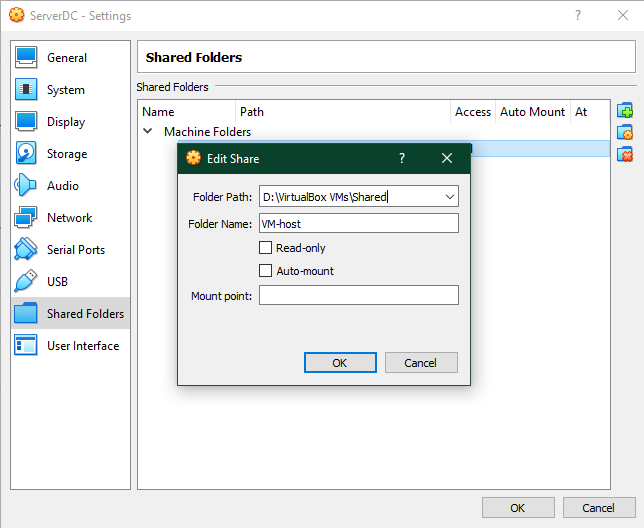 ServerDC - Settings
General
System
Display
Storage
Audio
Network
Serial Ports
USB
Shared Folders
User Interface
Shared Folders
Shared Folders
Name Path Access Auto Mount At
Machine Folders
Edit Share
Folder Path: D:\VirtualBox VMs\Shared
Folder Name: VM-host
Read-only
Auto-mount
Mount point:
OK Cancel
OK Cancel